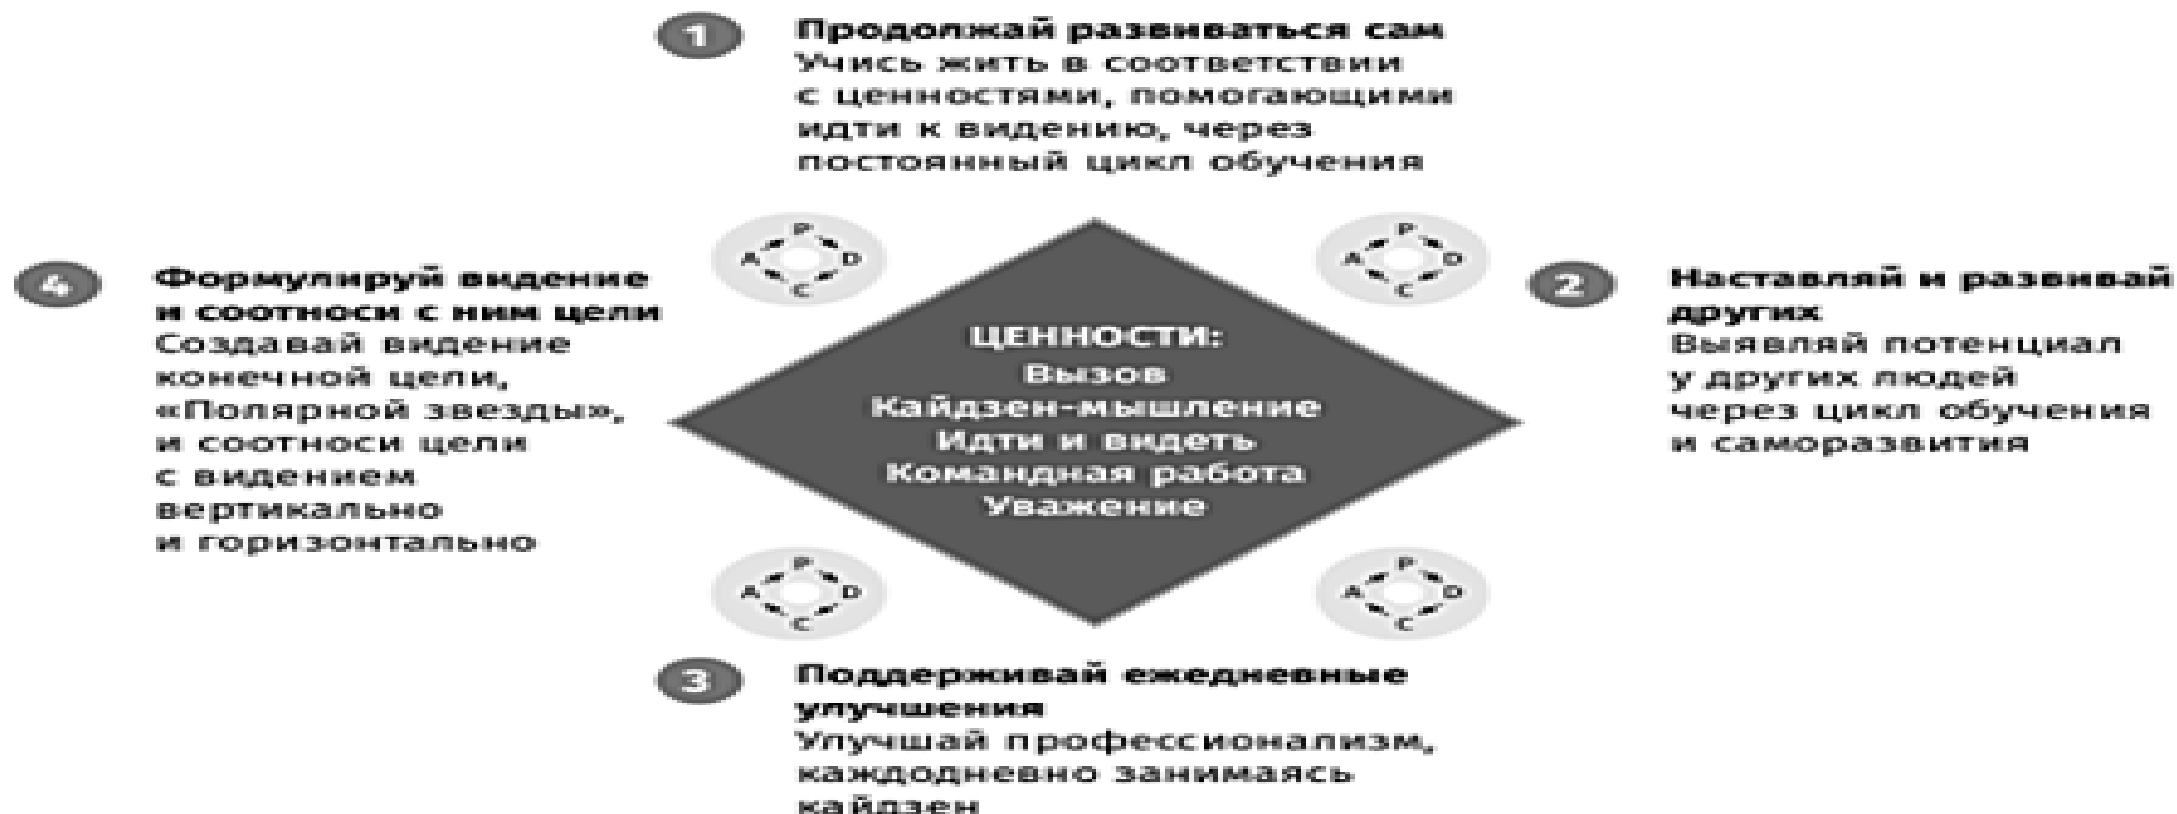 1
Продолжай развиваться сам
Учись жить в соответствии
с ценностями, помогающими
идти к видению, через
постоянный цикл обучения
P
A
D
C
P
A
D
C
4
Формулируй видение
и соотноси с ним цели
Создавай видение
конечной цели,
«Полярной звезды»,
и соотноси цели
с видением
вертикально
и горизонтально
ЦЕННОСТИ:
Вызов
Кайдзен-мышление
Идти и видеть
Командная работа
Уважение
2
Наставляй и развивай
других
Выявляй потенциал
у других людей
через цикл обучения
и саморазвития
P
A
D
C
P
A
D
C
3
Поддерживай ежедневные
улучшения
Улучшай профессионализм,
каждодневно занимаясь
кайдзен